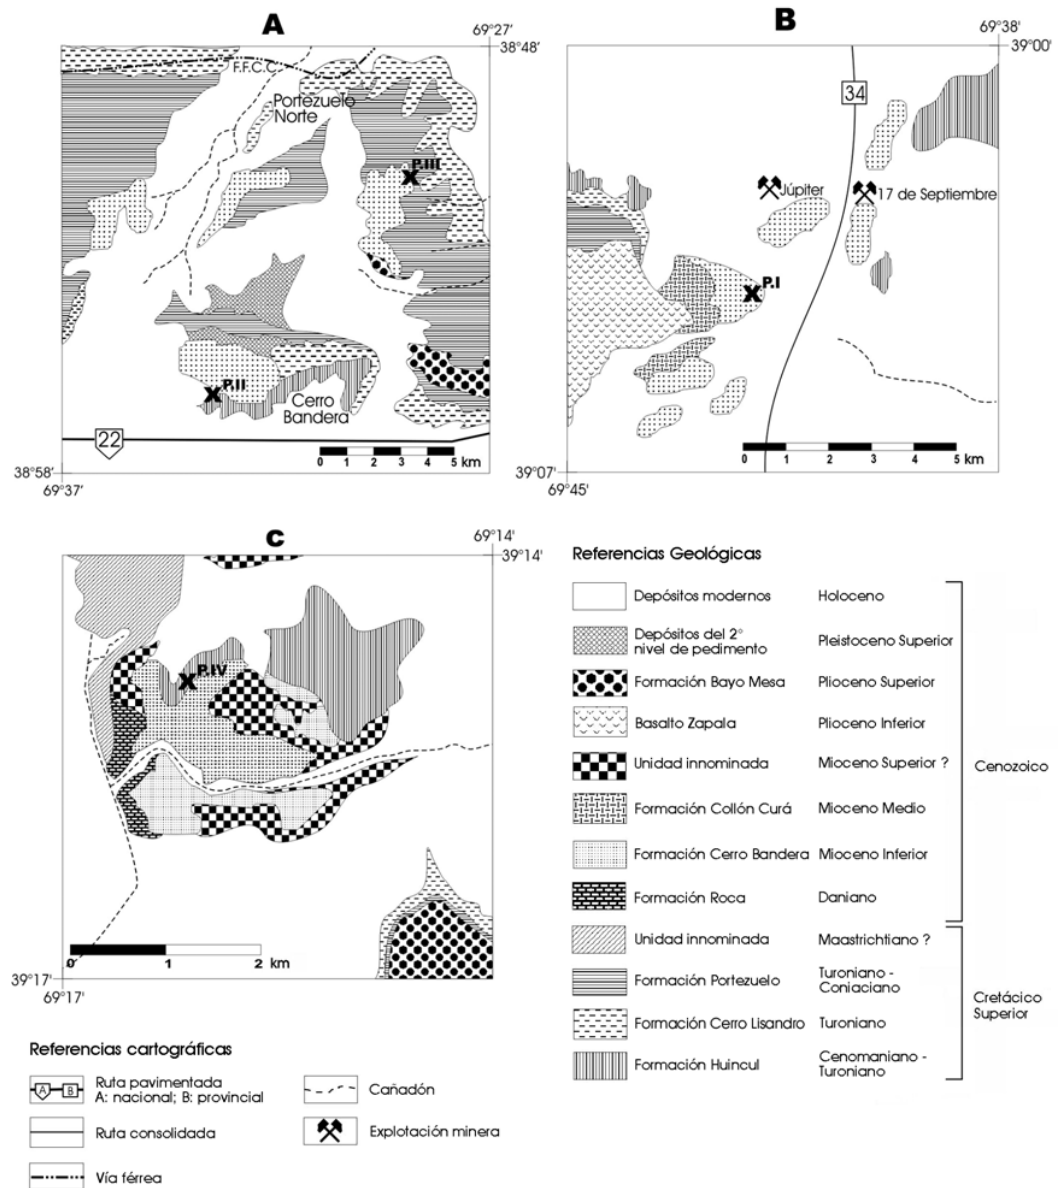 A
69°27'
38°48'
F.F.C.C.
Portezuelo
Norte
P.III
P.II
Cerro
Bandera
22
0 1 2 3 4 5 km
38°58'
69°37'
B
69°38'
39°00'
34
Júpiter
17 de Septiembre
P.I
0 1 2 3 4 5 km
39°07'
69°45'
C
69°14'
39°14'
P.IV
0 1 2 km
39°17'
69°17'
Referencias Geológicas
Depósitos modernos Holoceno
Depósitos del 2°
nivel de pedimento Pleistoceno Superior
Formación Bayo Mesa Plioceno Superior
Basalto Zapala Plioceno Inferior
Unidad innominada Mioceno Superior ?
Formación Collón Curá Mioceno Medio
Formación Cerro Bandera Mioceno Inferior
Formación Roca Daniano
Cenozoico
Unidad innominada Maastrichtiano ?
Formación Portezuelo Turoniano -
Coniaciano
Formación Cerro Lisandro Turoniano
Formación Huincul Cenomaniano -
Turoniano
Cretácico
Superior
Referencias cartográficas
A B Ruta pavimentada
A: nacional; B: provincial
Ruta consolidada
Vía férrea
Cañadón
Explotación minera